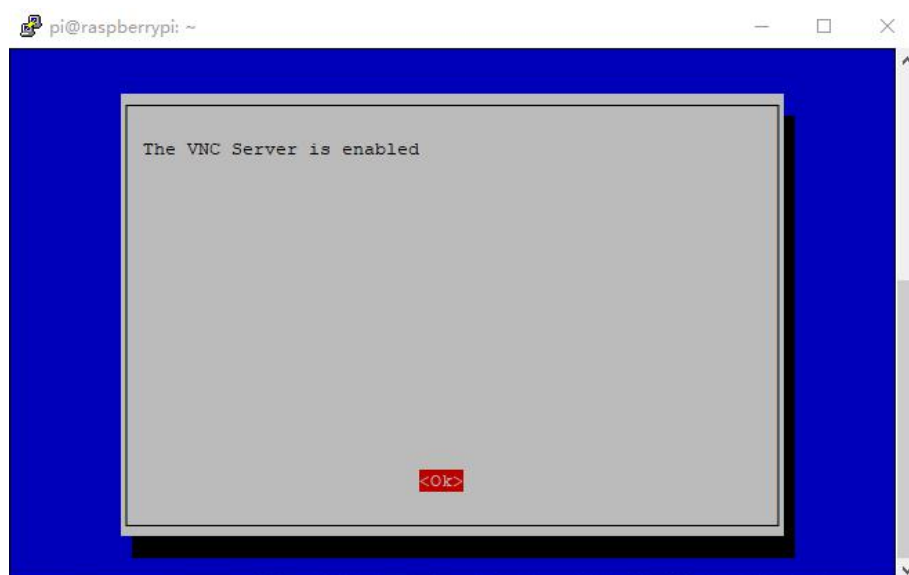 pi@raspberrypi: ~
The VNC Server is enabled
<Ok>